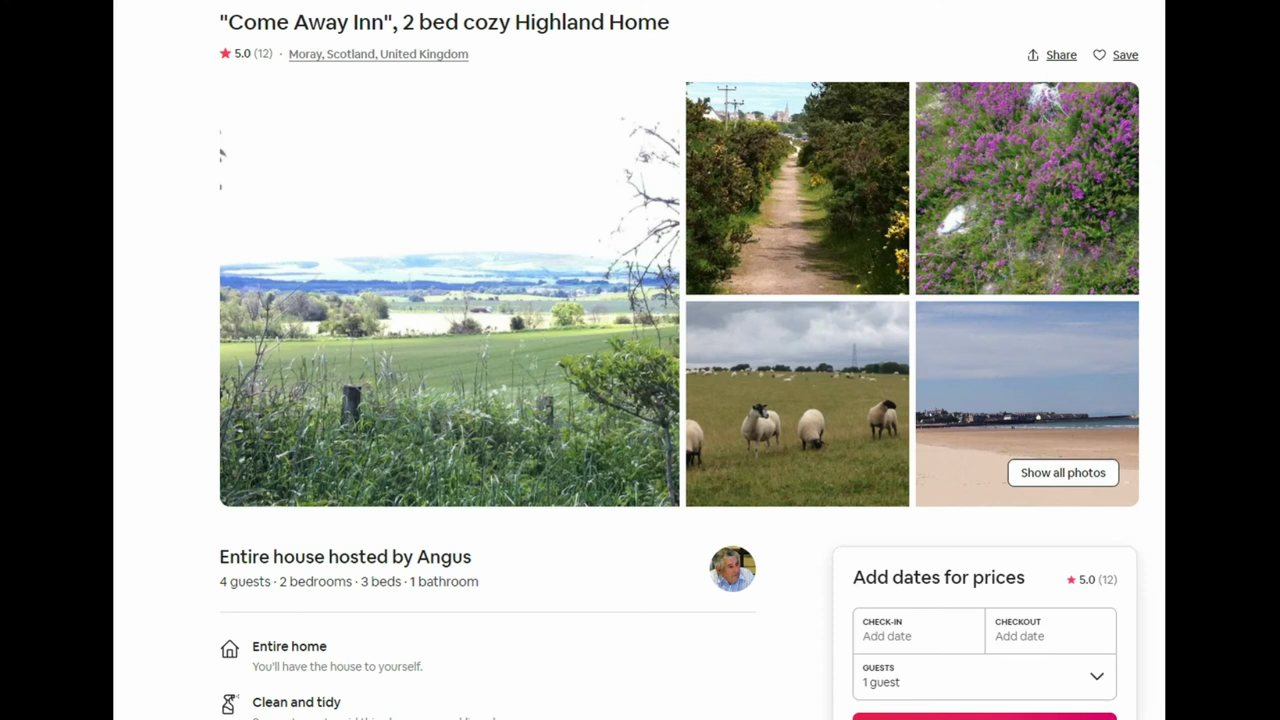 "Come Away Inn", 2 bed cozy Highland Home
5.0 (12) · Moray, Scotland, United Kingdom
Share
Save
Show all photos
Entire house hosted by Angus
4 guests · 2 bedrooms · 3 beds · 1 bathroom
Entire home
You'll have the house to yourself.
Clean and tidy
Add dates for prices
5.0 (12)
CHECK-IN
Add date
CHECKOUT
Add date
GUESTS
1 guest